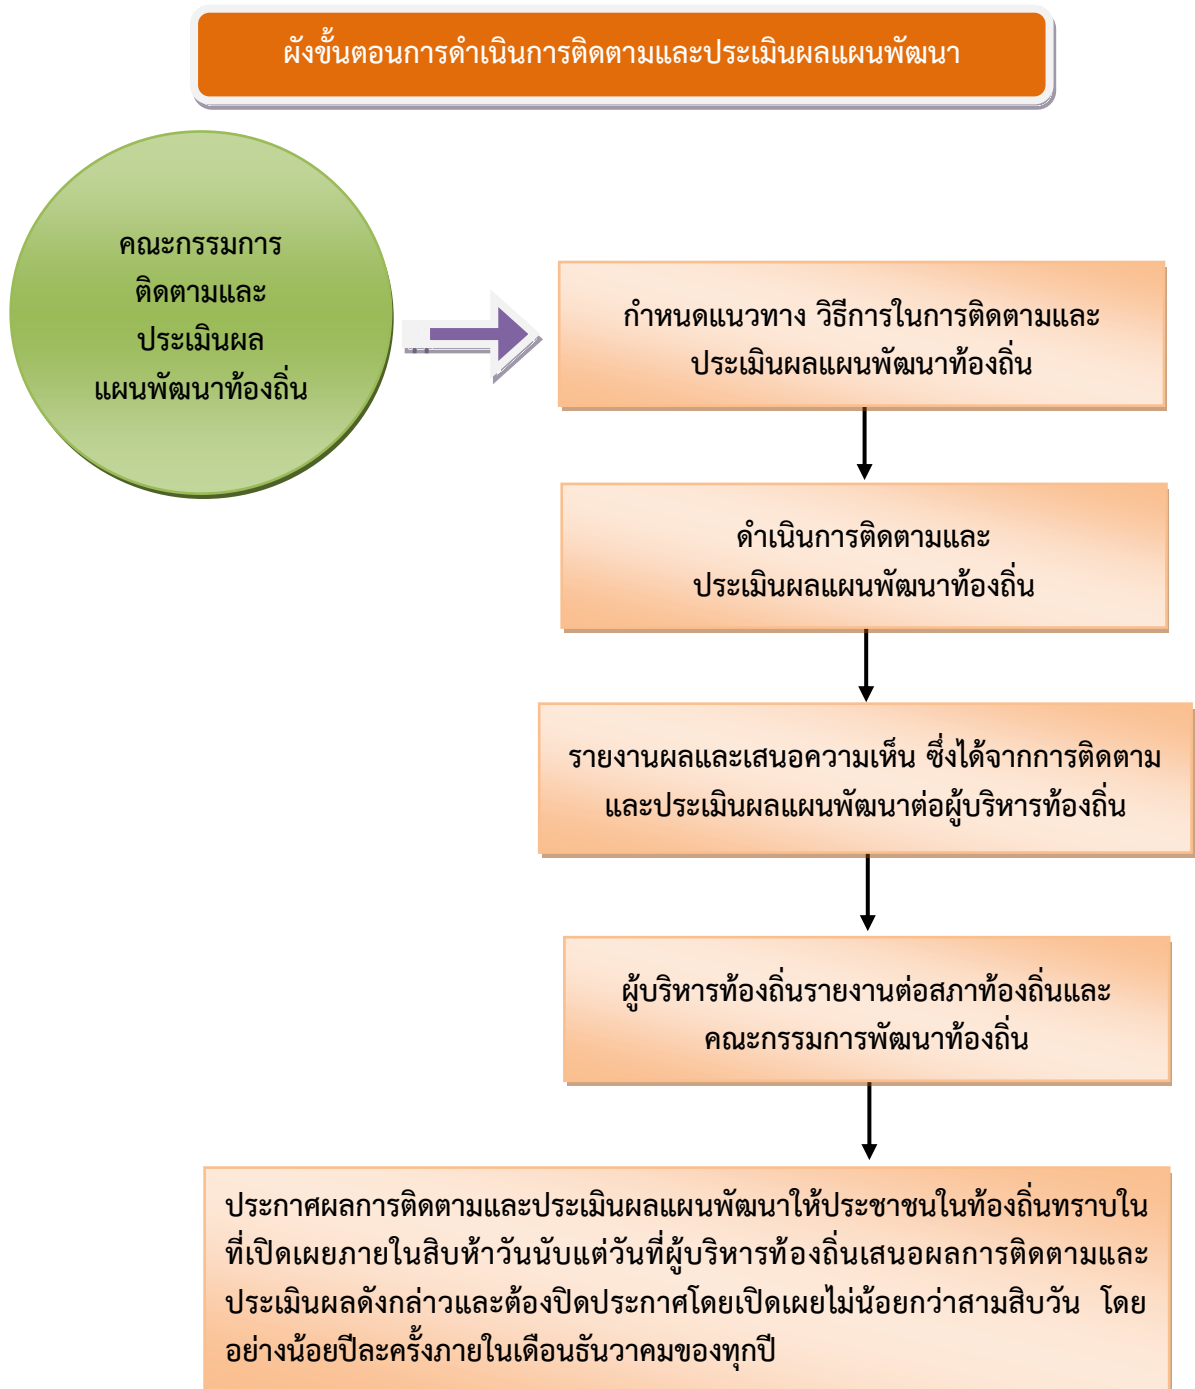 ผังขั้นตอนการดำเนินการติดตามและประเมินผลแผนพัฒนา
คณะกรรมการ
ติดตามและ
ประเมินผล
แผนพัฒนาท้องถิ่น
กำหนดแนวทาง วิธีการในการติดตามและ
ประเมินผลแผนพัฒนาท้องถิ่น
ดำเนินการติดตามและ
ประเมินผลแผนพัฒนาท้องถิ่น
รายงานผลและเสนอความเห็น ซึ่งได้จากการติดตาม
และประเมินผลแผนพัฒนาต่อผู้บริหารท้องถิ่น
ผู้บริหารท้องถิ่นรายงานต่อสภาท้องถิ่นและ
คณะกรรมการพัฒนาท้องถิ่น
ประกาศผลการติดตามและประเมินผลแผนพัฒนาให้ประชาชนในท้องถิ่นทราบใน
ที่เปิดเผยภายในสิบห้าวันนับแต่วันที่ผู้บริหารท้องถิ่นเสนอผลการติดตามและ
ประเมินผลดังกล่าวและต้องปิดประกาศโดยเปิดเผยไม่น้อยกว่าสามสิบวัน โดย
อย่างน้อยปีละครั้งภายในเดือนธันวาคมของทุกปี